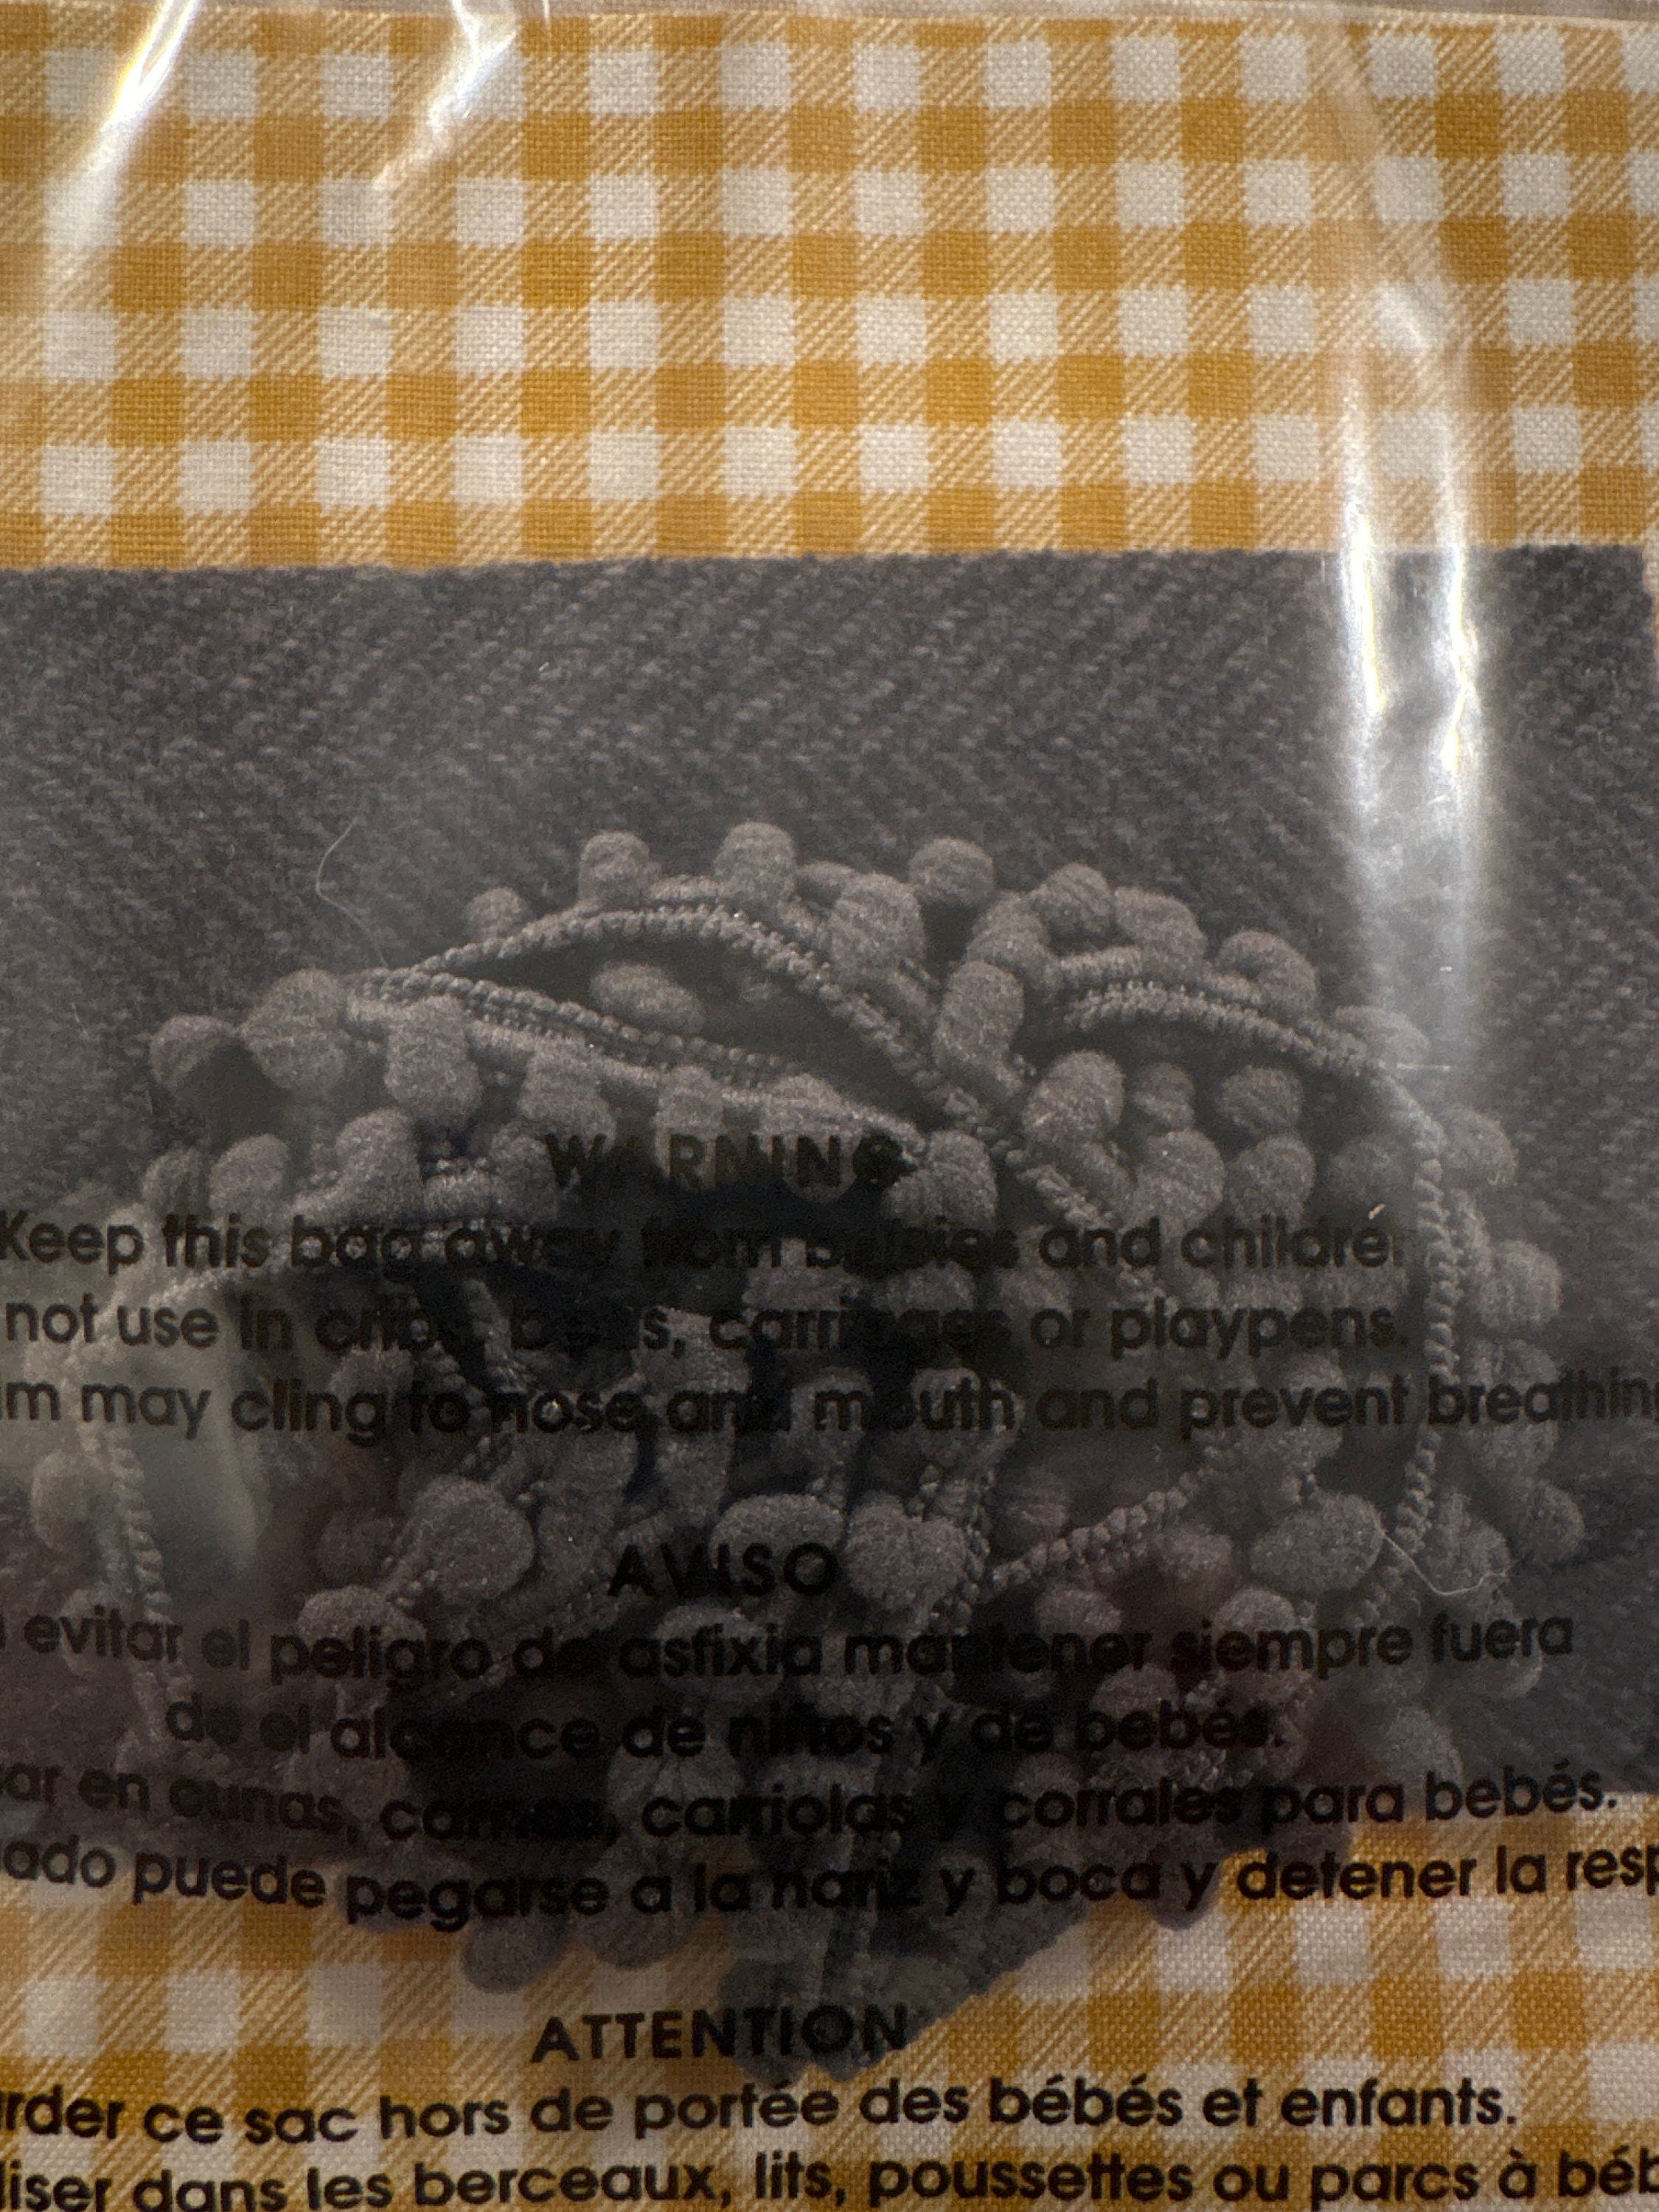 WARNING
Keep this bag away from babies and childre
not use in cribs, beds, carriages or playpens.
m may cling to nose and mouth and prevent breathing
AVISO
evitar el peligro de asfixia mantener siempre fuera
de el alcance de niños y de bebés.
ar en cunas, camas, carriolas y corrales para bebés.
ado puede pegarse a la nariz y boca y detener la resp
ATTENTION
rder ce sac hors de portée des bébés et enfants.
liser dans les berceaux, lits, poussettes ou parcs à béb